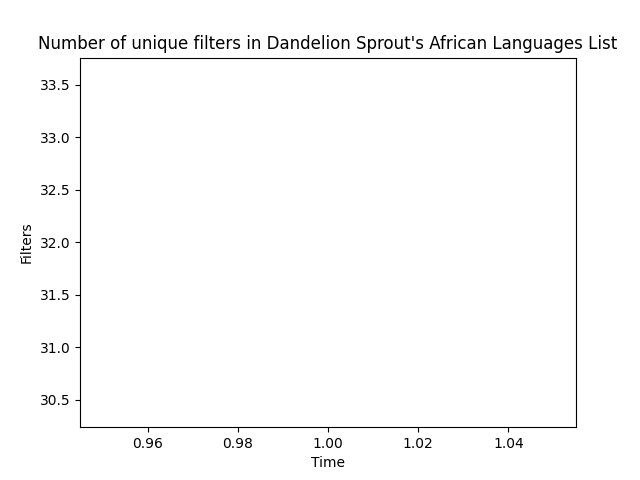 Number of unique filters in Dandelion Sprout's African Languages List
33.5
33.0
32.5
32.0
31.5
31.0
30.5
Filters
0.96 0.98 1.00 1.02 1.04
Time